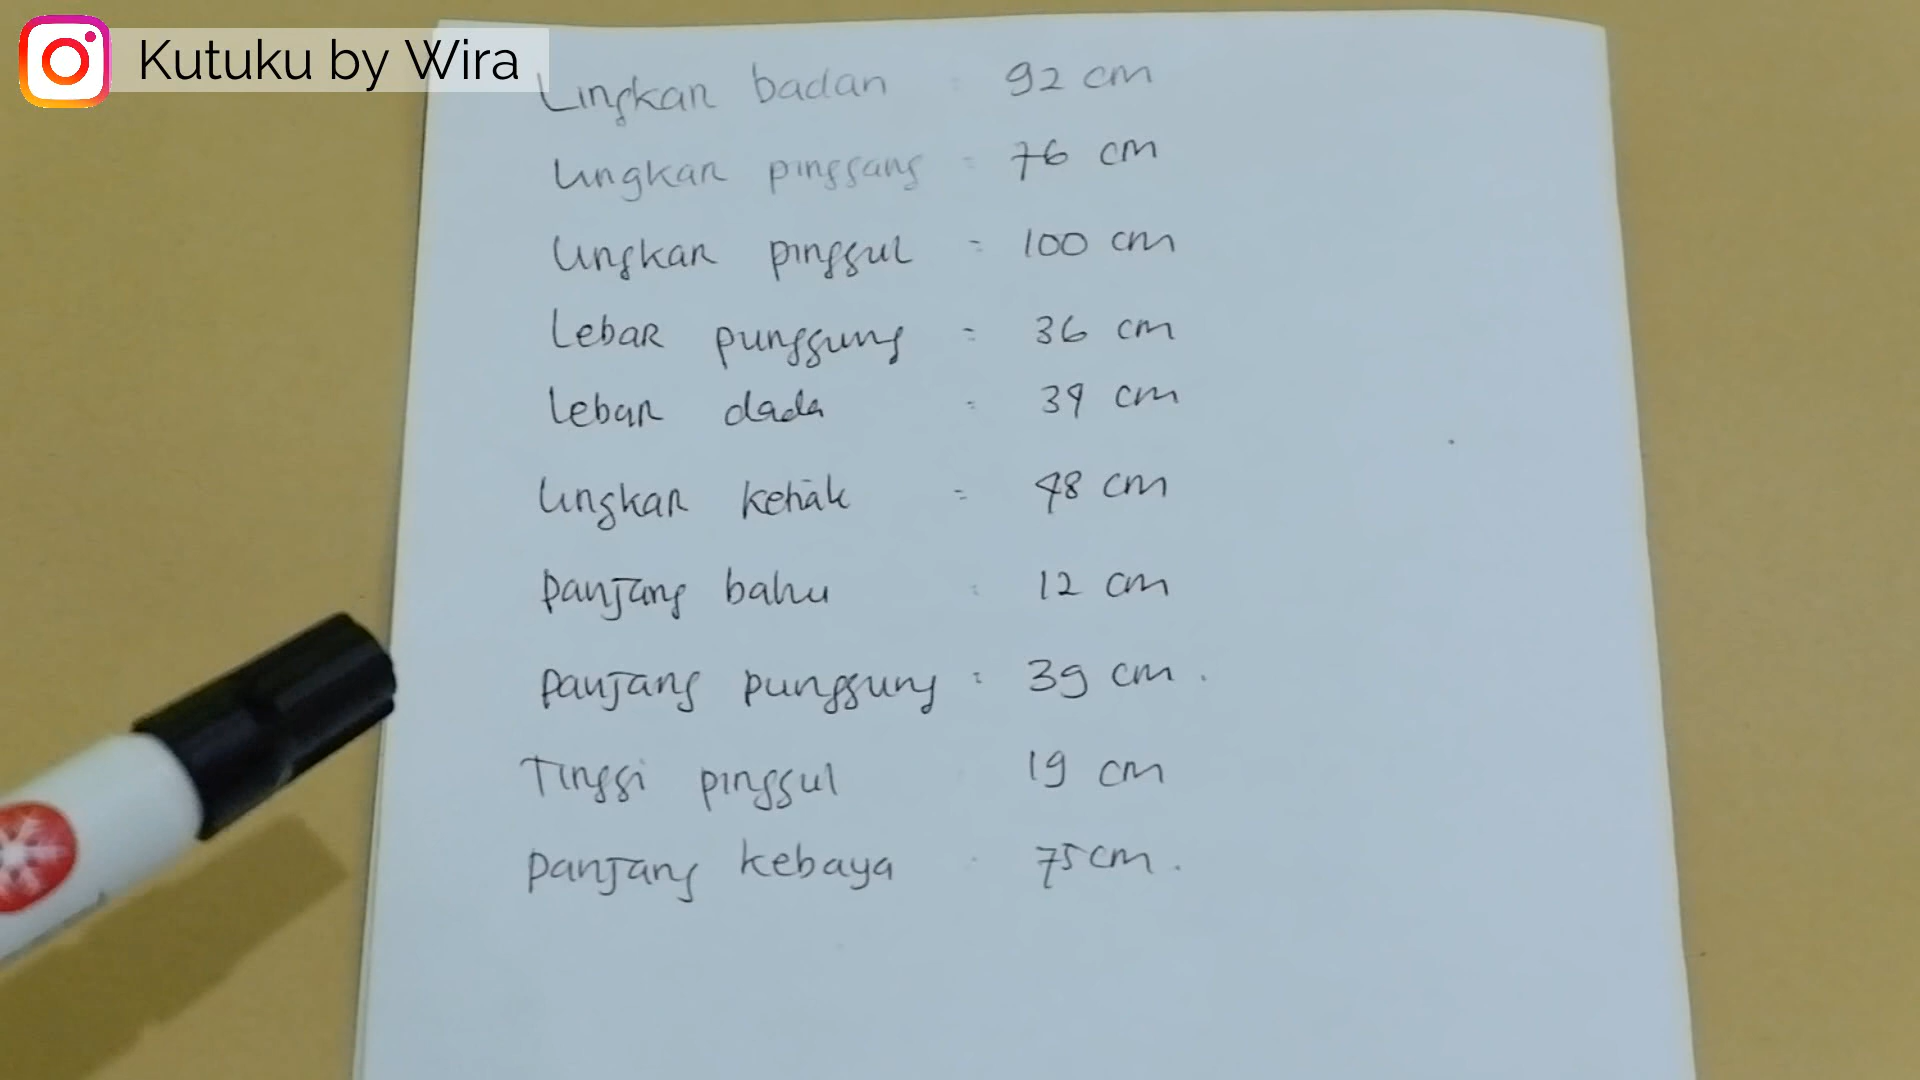 Kutuku by Wira
Lingkar badan = 92 cm
Lingkar pinggang = 76 cm
Lingkar pinggul = 100 cm
Lebar punggung = 36 cm
Lebar dada = 34 cm
Lingkar ketiak = 48 cm
panjang bahu = 12 cm
panjang punggung = 39 cm.
Tinggi pinggul 19 cm
panjang kebaya 75 cm.